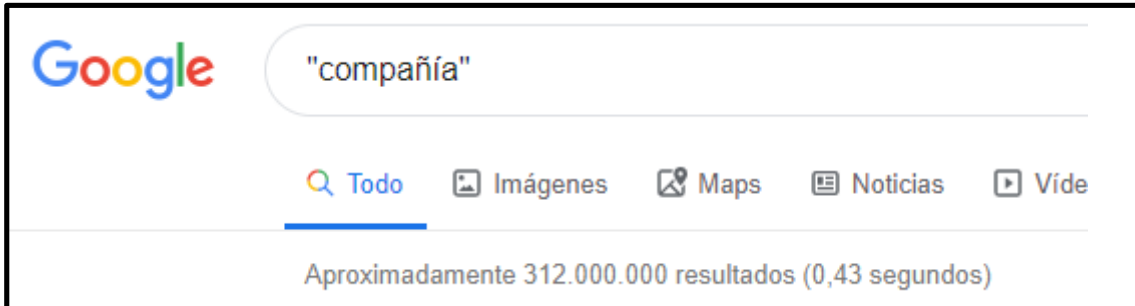 Google "compañía"
Todo Imágenes Maps Noticias Víde
Aproximadamente 312.000.000 resultados (0,43 segundos)